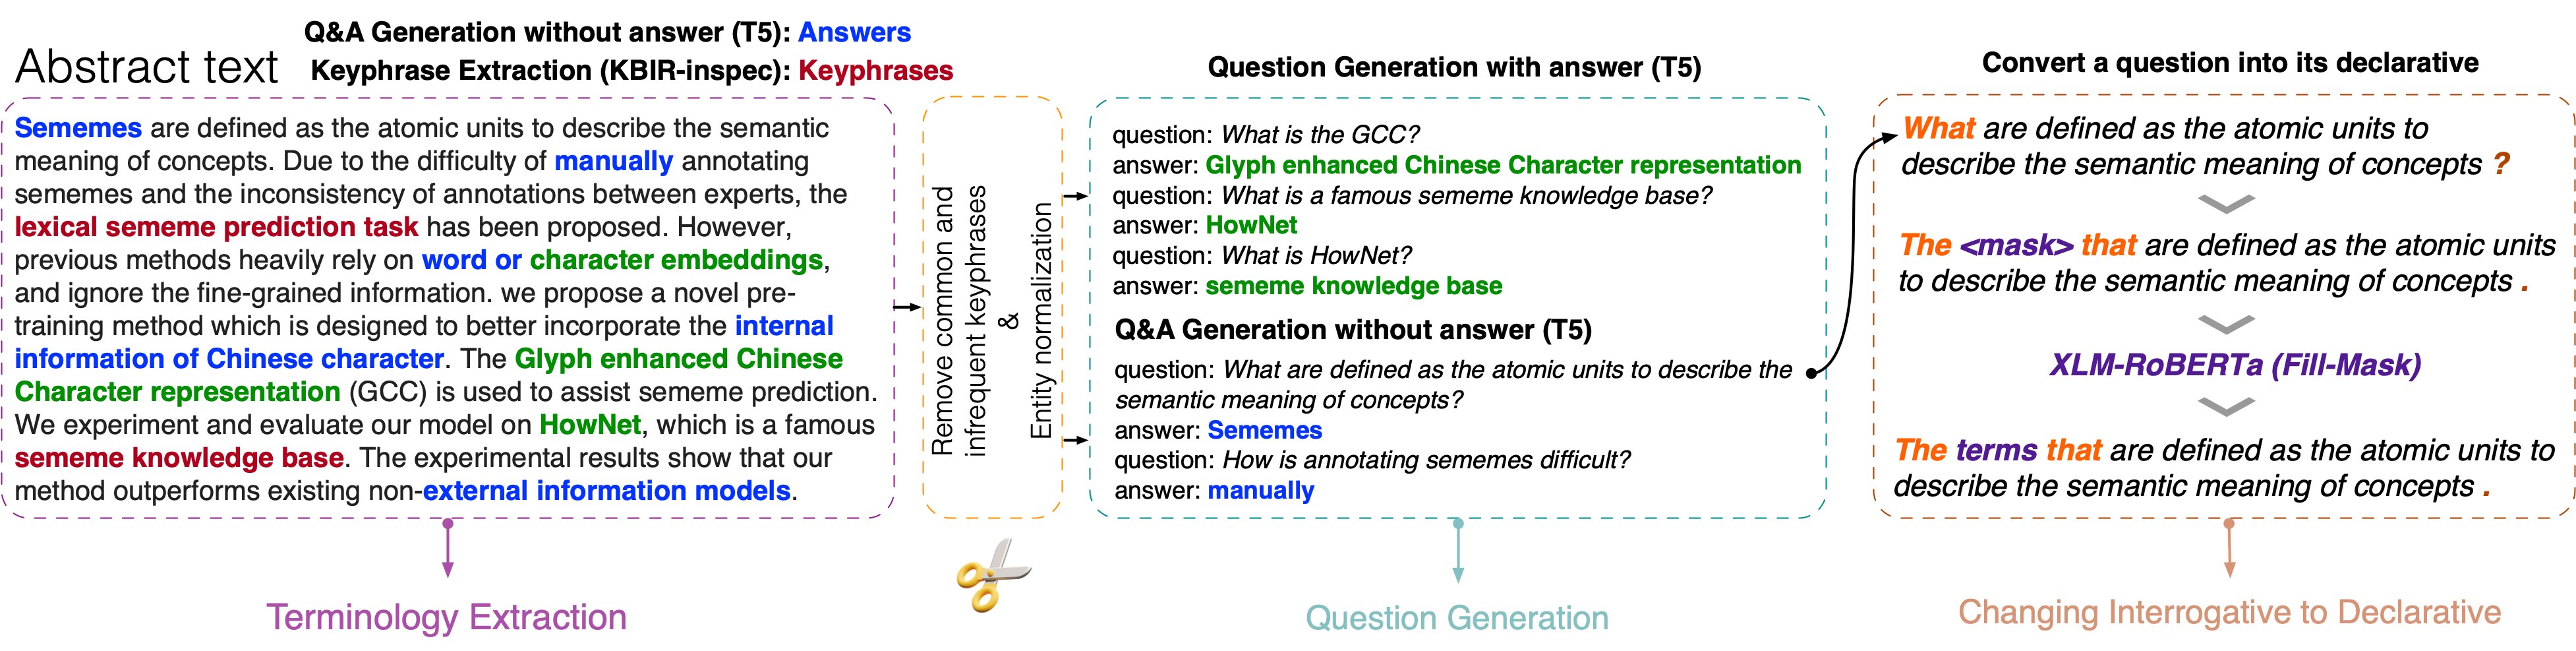 Q&A Generation without answer (T5): Answers
Abstract text
Keyphrase Extraction (KBIR-inspec): Keyphrases
Sememes are defined as the atomic units to describe the semantic
meaning of concepts. Due to the difficulty of manually annotating
sememes and the inconsistency of annotations between experts, the
lexical sememe prediction task has been proposed. However,
previous methods heavily rely on word or character embeddings,
and ignore the fine-grained information. we propose a novel pre-
training method which is designed to better incorporate the internal
information of Chinese character. The Glyph enhanced Chinese
Character representation (GCC) is used to assist sememe prediction.
We experiment and evaluate our model on HowNet, which is a famous
sememe knowledge base. The experimental results show that our
method outperforms existing non-external information models.
Terminology Extraction
Remove common and
infrequent keyphrases
&
Entity normalization
Question Generation with answer (T5)
question: What is the GCC?
answer: Glyph enhanced Chinese Character representation
question: What is a famous sememe knowledge base?
answer: HowNet
question: What is HowNet?
answer: sememe knowledge base
Q&A Generation without answer (T5)
question: What are defined as the atomic units to describe the
semantic meaning of concepts?
answer: Sememes
question: How is annotating sememes difficult?
answer: manually
Question Generation
Convert a question into its declarative
What are defined as the atomic units to
describe the semantic meaning of concepts ?
The <mask> that are defined as the atomic units
to describe the semantic meaning of concepts .
XLM-RoBERTa (Fill-Mask)
The terms that are defined as the atomic units to
describe the semantic meaning of concepts .
Changing Interrogative to Declarative